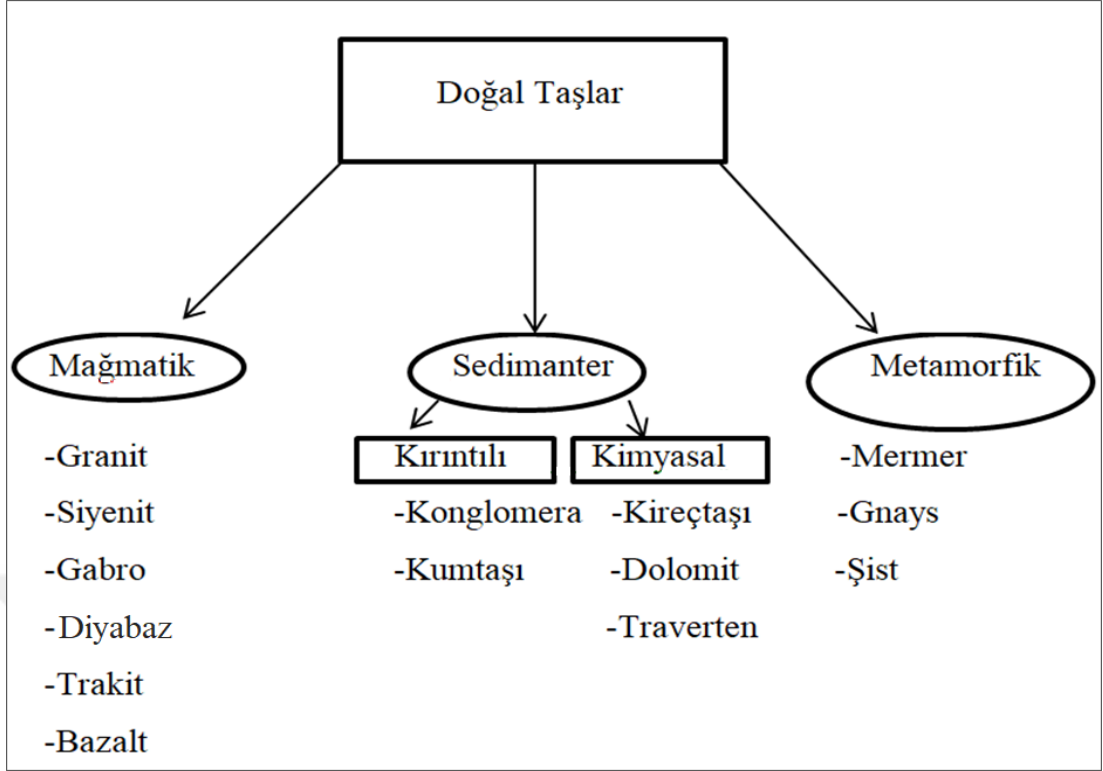 Doğal Taşlar
Mağmatik
-Granit
-Siyenit
-Gabro
-Diyabaz
-Trakit
-Bazalt
Sedimanter
Kırıntılı
-Konglomera
-Kumtaşı
Kimyasal
-Kireçtaşı
-Dolomit
-Traverten
Metamorfik
-Mermer
-Gnays
-Şist